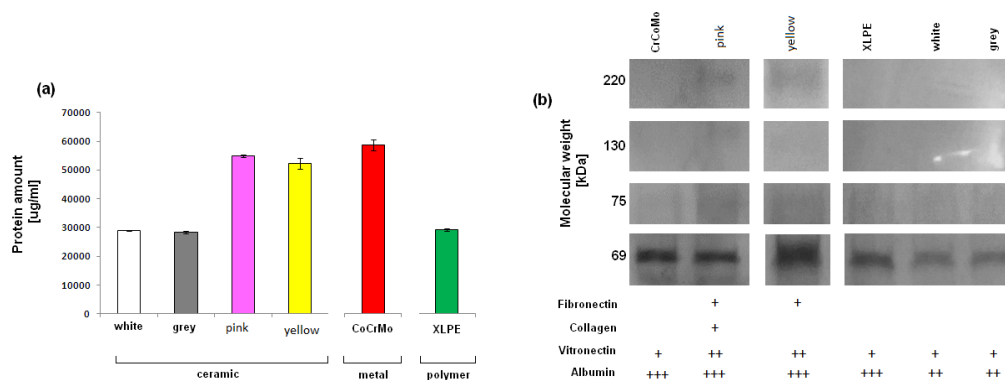 (a)
Protein amount
[ug/ml]
70000
60000
50000
40000
30000
20000
10000
0
white grey pink yellow CoCrMo XLPE
ceramic metal polymer
(b)
CrCoMo pink yellow XLPE white grey
Molecular weight
[kDa]
220
130
75
69
Fibronectin + +
Collagen +
Vitronectin + ++ ++ + + +
Albumin +++ +++ +++ +++ ++ ++